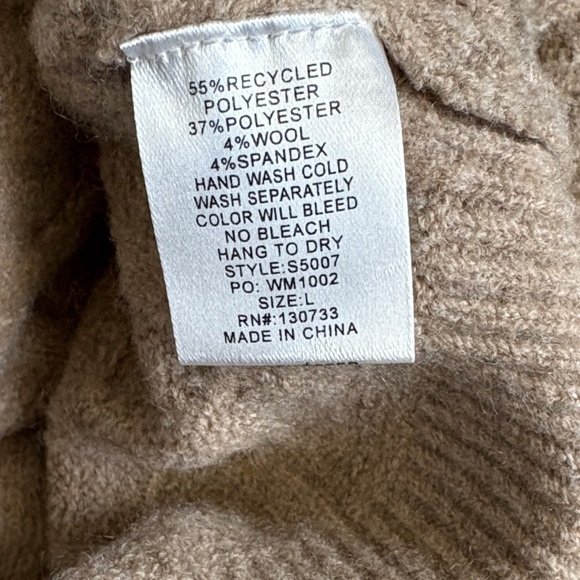 55%RECYCLED
POLYESTER
37%POLYESTER
4%WOOL
4%SPANDEX
HAND WASH COLD
WASH SEPARATELY
COLOR WILL BLEED
NO BLEACH
HANG TO DRY
STYLE:S5007
PO: WM1002
SIZE:L
RN#:130733
MADE IN CHINA